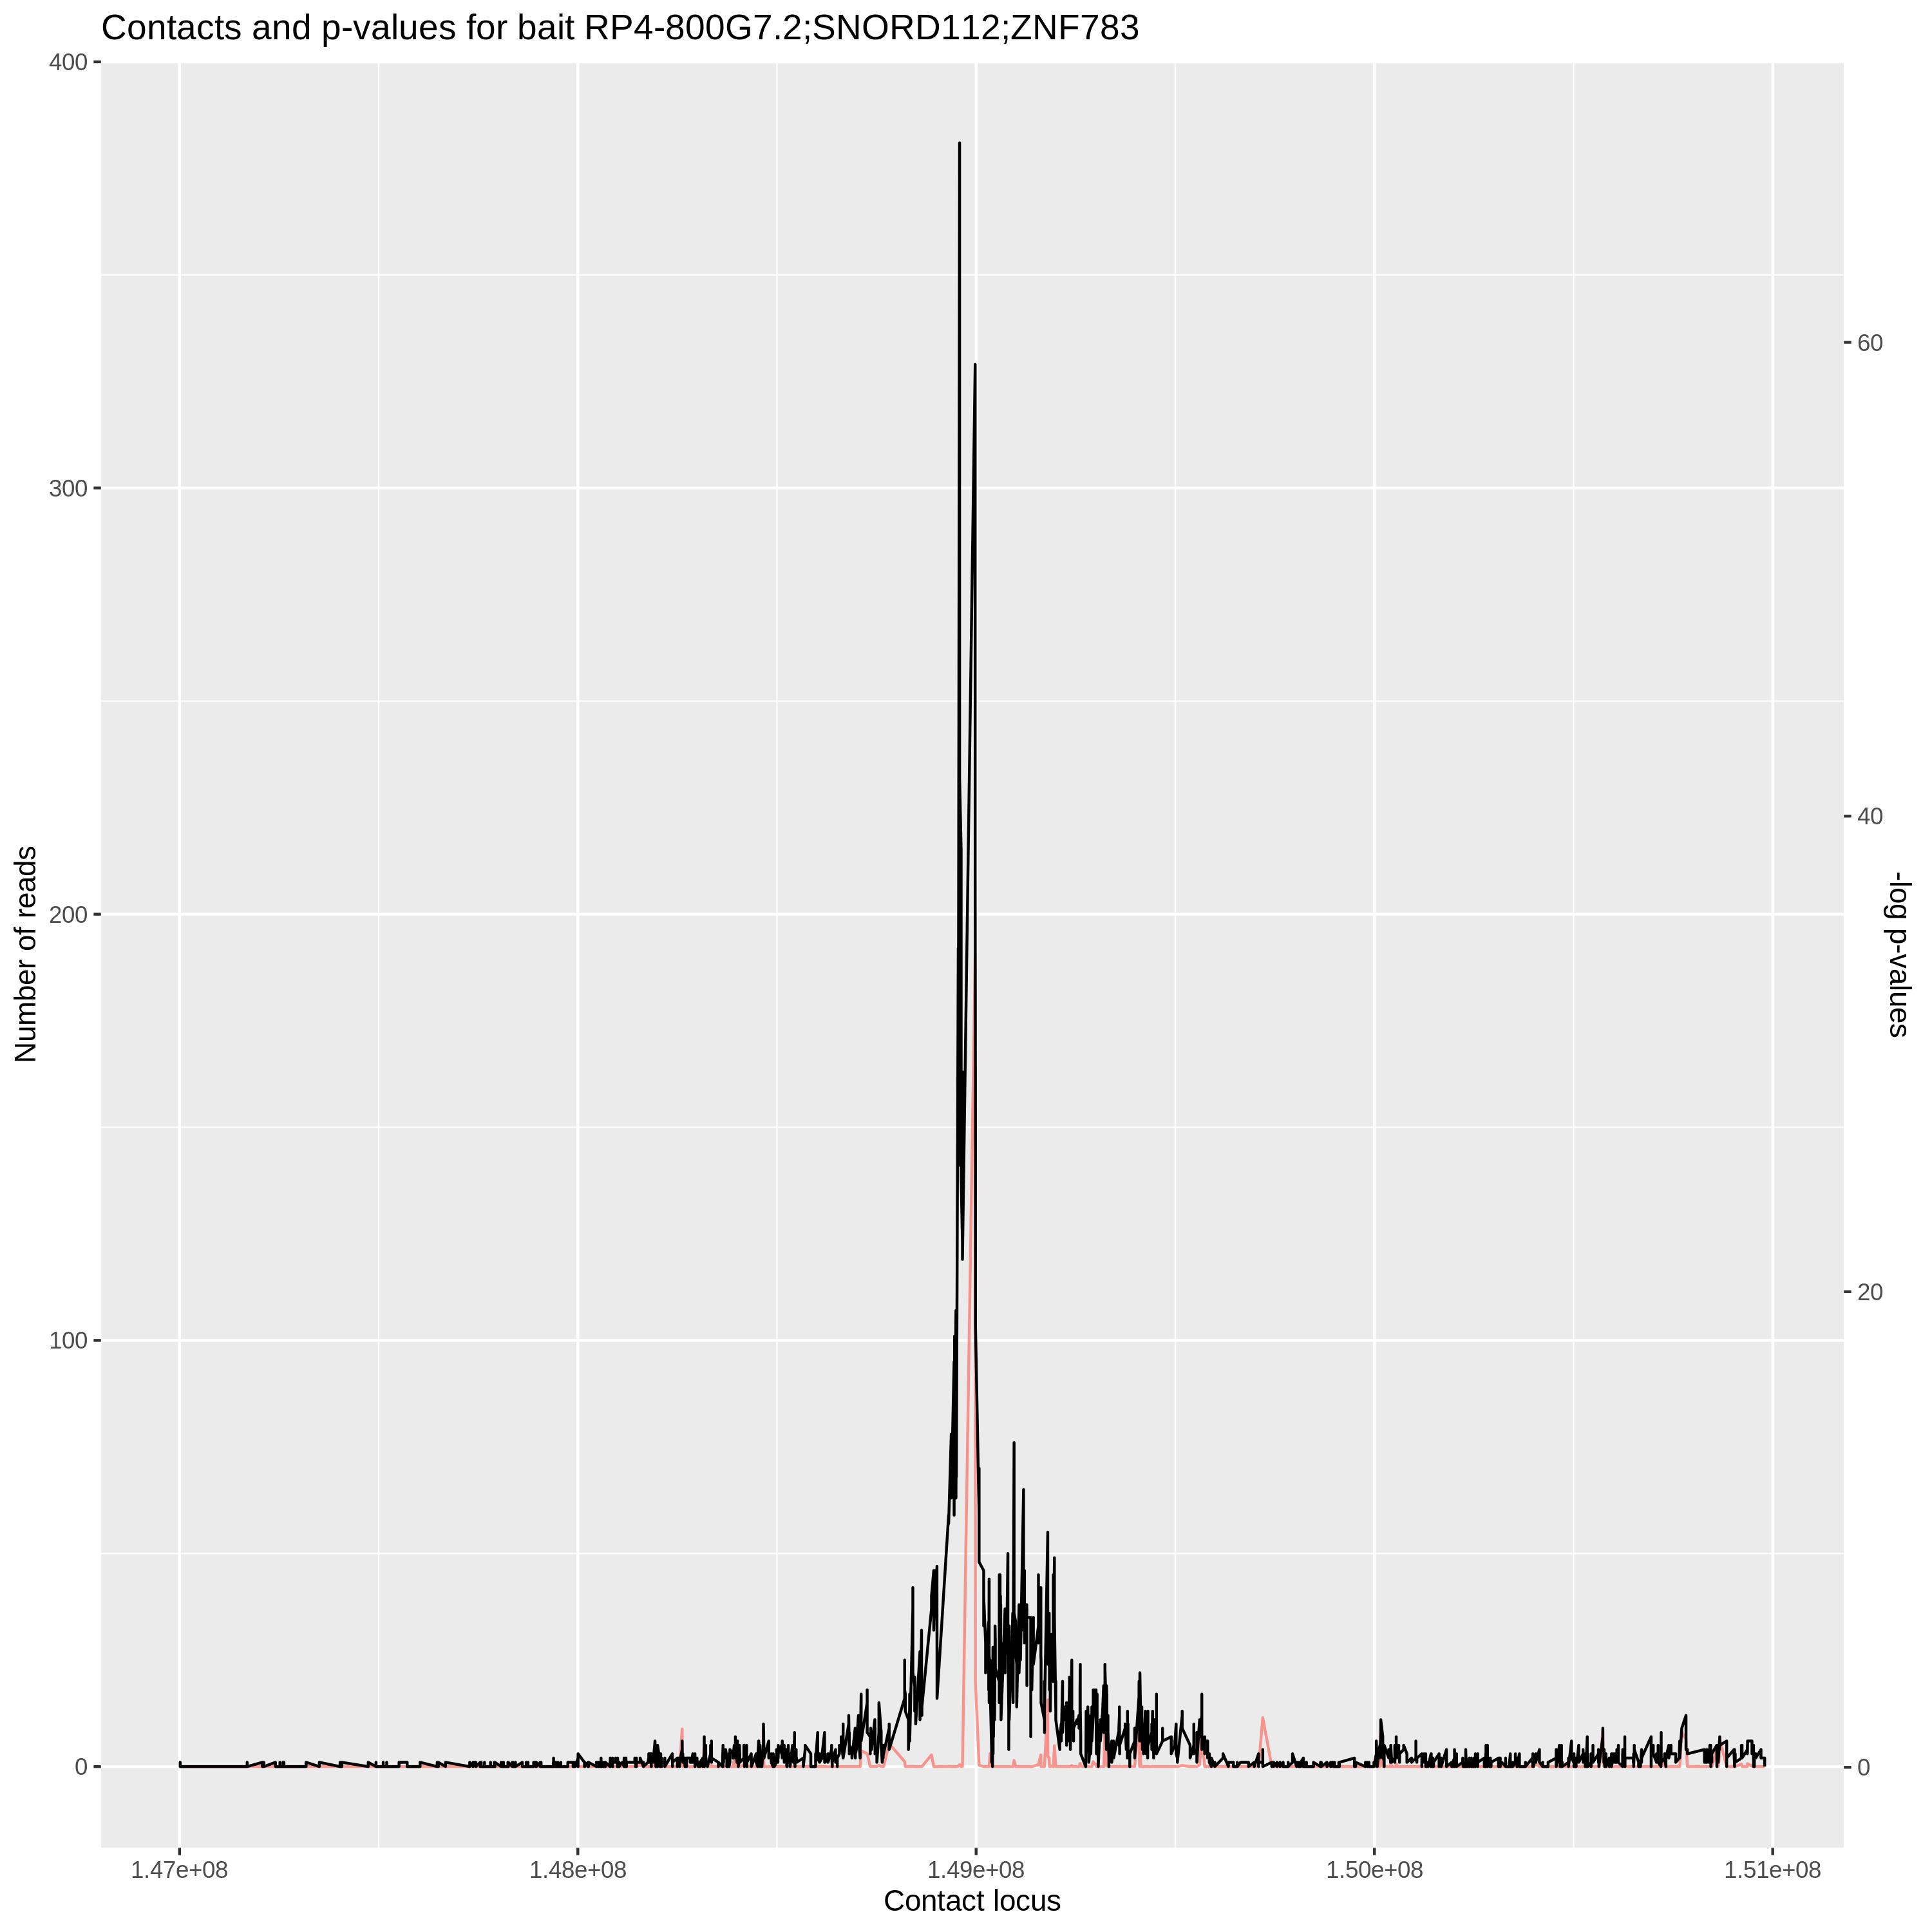 Contacts and p-values for bait RP4-800G7.2;SNORD112;ZNF783
400
300
200
100
0
Number of reads
60
40
20
0
-log p-values
1.47e+08
1.48e+08
1.49e+08
1.50e+08
1.51e+08
Contact locus